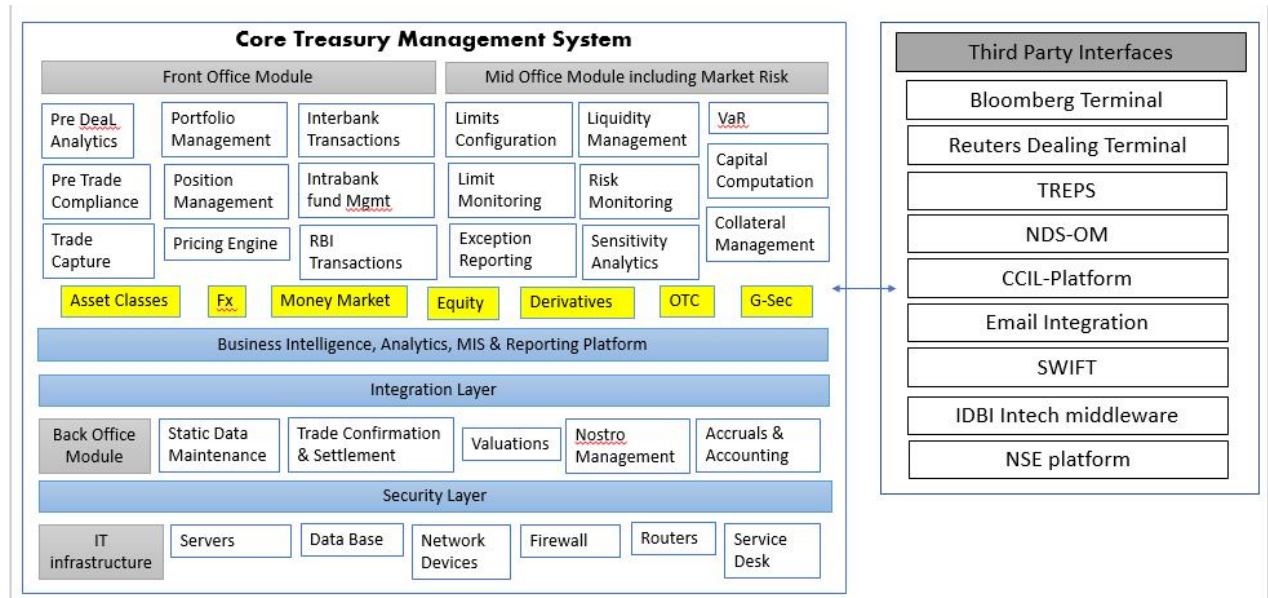 Core Treasury Management System
Front Office Module
Mid Office Module including Market Risk
Pre DeaL
Analytics
Portfolio
Management
Interbank
Transactions
Limits
Configuration
Liquidity
Management
VaR
Pre Trade
Compliance
Position
Management
Intrabank
fund Mgmt
Limit
Monitoring
Risk
Monitoring
Capital
Computation
Trade
Capture
Pricing Engine
RBI
Transactions
Exception
Reporting
Sensitivity
Analytics
Collateral
Management
Asset Classes
Fx
Money Market
Equity
Derivatives
OTC
G-Sec
Business Intelligence, Analytics, MIS & Reporting Platform
Integration Layer
Back Office
Module
Static Data
Maintenance
Trade Confirmation
& Settlement
Valuations
Nostro
Management
Accruals &
Accounting
Security Layer
IT
infrastructure
Servers
Data Base
Network
Devices
Firewall
Routers
Service
Desk
Third Party Interfaces
Bloomberg Terminal
Reuters Dealing Terminal
TREPS
NDS-OM
CCIL-Platform
Email Integration
SWIFT
IDBI Intech middleware
NSE platform